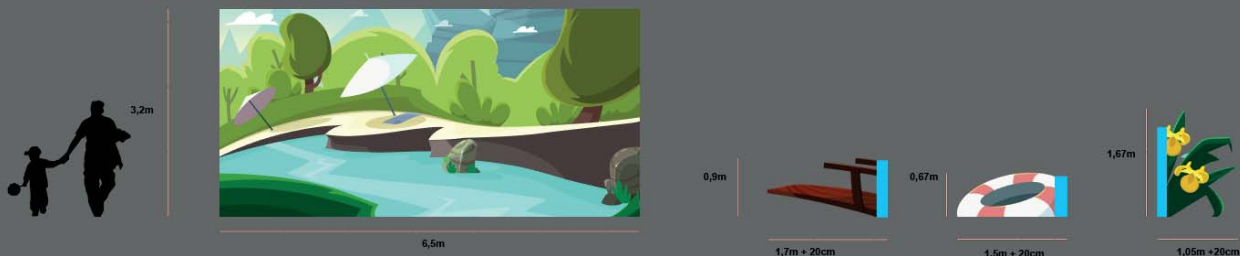 3,2m
6,5m
0,9m
1,7m + 20cm
0,67m
1,5m + 20cm
1,67m
1,05m +20cm